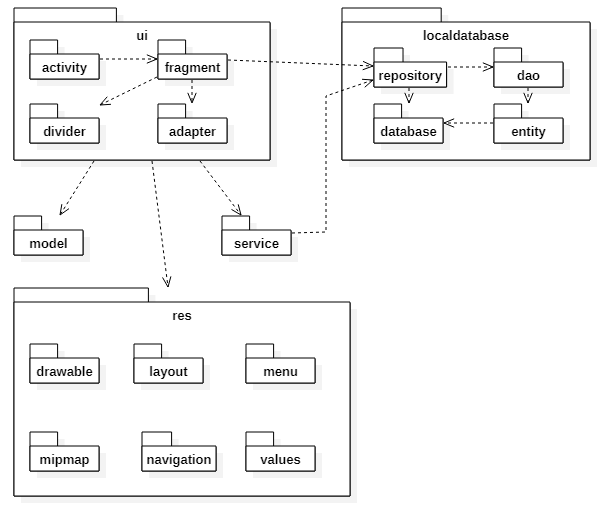 ui
localdatabase
activity
fragment
repository
dao
divider
adapter
database
entity
model
service
res
drawable
layout
menu
mipmap
navigation
values